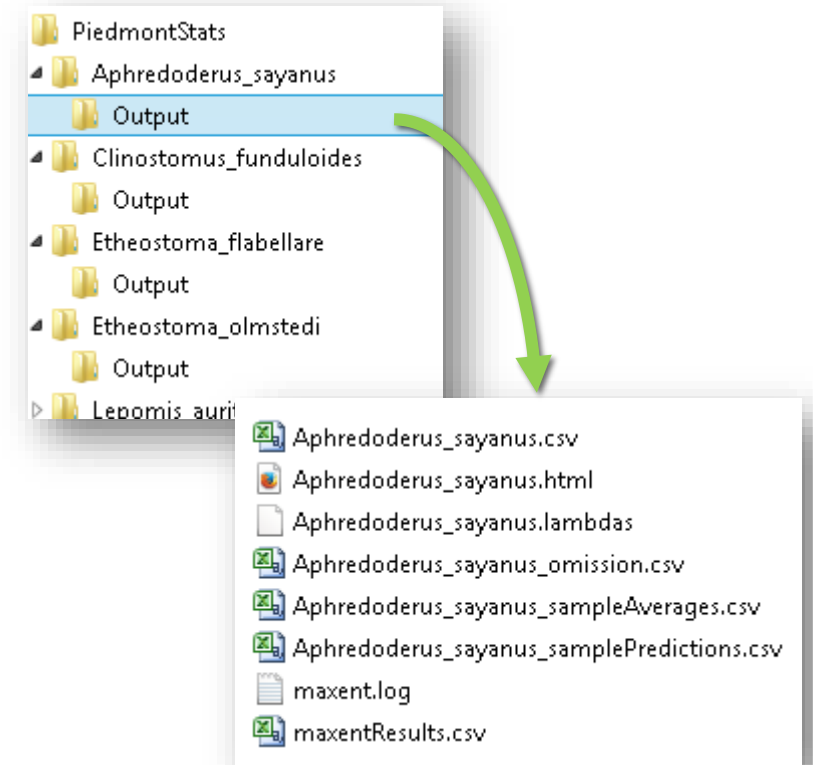 PiedmontStats
Aphredoderus_sayanus
Output
Clinostomus_funduloides
Output
Etheostoma_flabellare
Output
Etheostoma_olmstedi
Output
Lepomis
Aphredoderus_sayanus.csv
Aphredoderus_sayanus.html
Aphredoderus_sayanus.lambdas
Aphredoderus_sayanus_omission.csv
Aphredoderus_sayanus_sampleAverages.csv
Aphredoderus_sayanus_samplePredictions.csv
maxent.log
maxentResults.csv